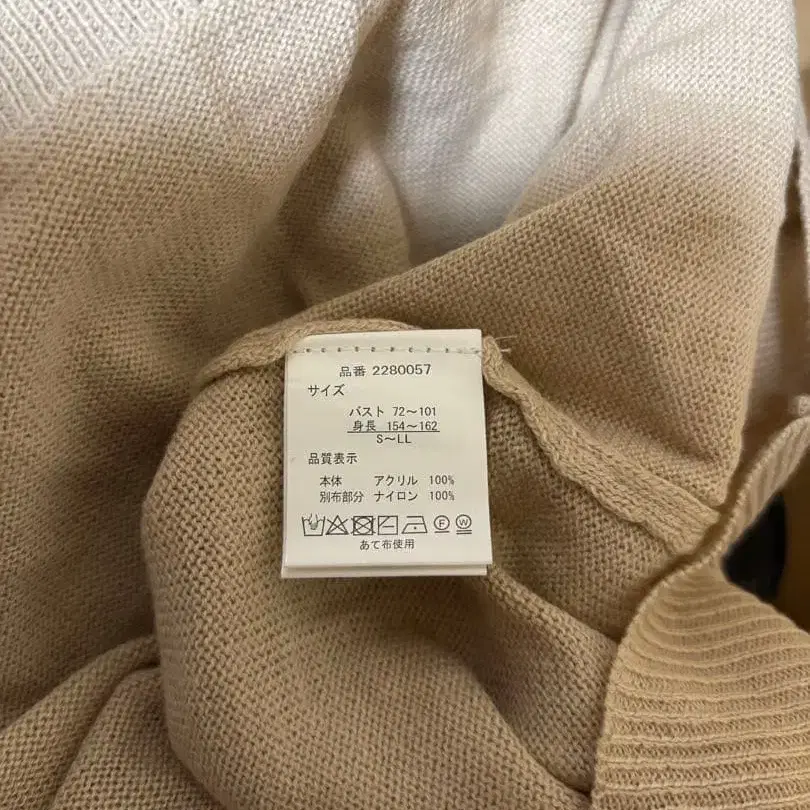 品番 2280057
サイズ
バスト 72～101
身長 154～162
S～LL
品質表示
本体 アクリル 100%
別布部分 ナイロン 100%
F W
あて布使用